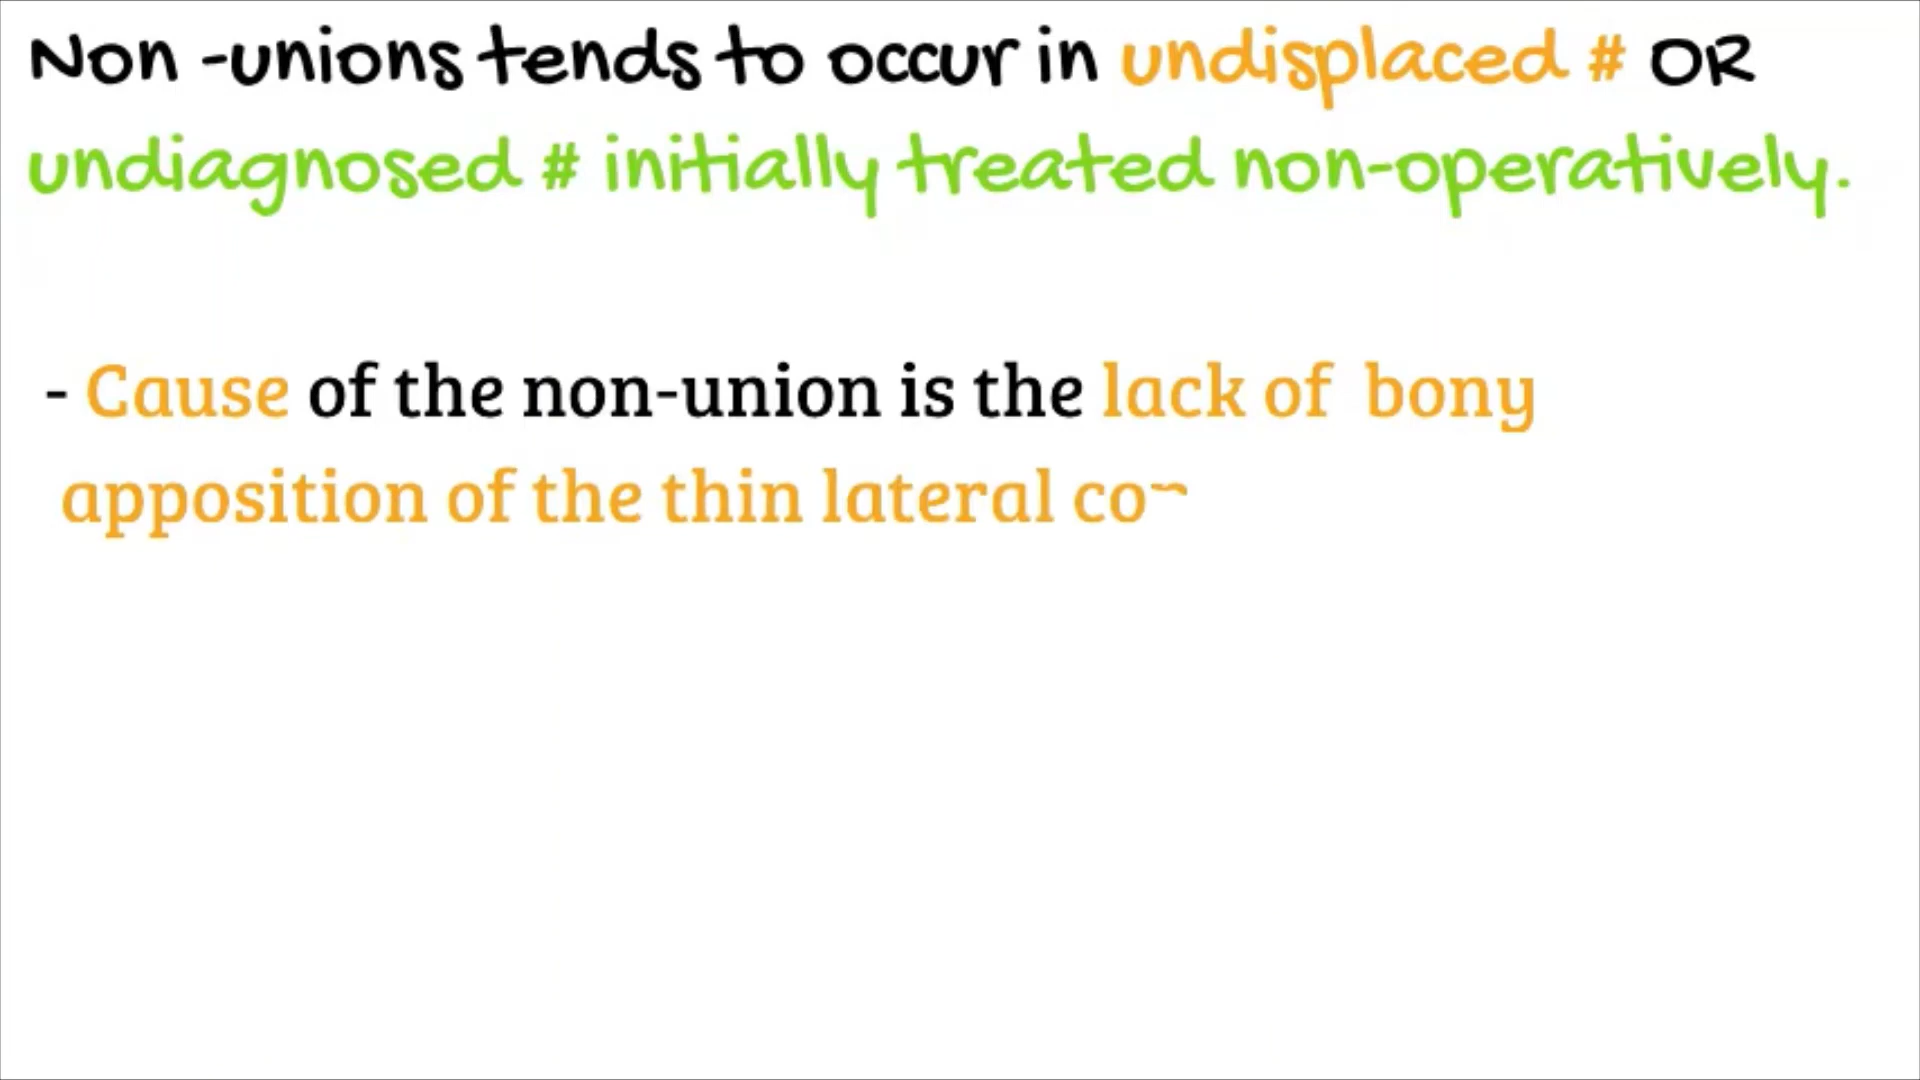 Non -unions tends to occur in undisplaced # OR
undiagnosed # initially treated non-operatively.
- Cause of the non-union is the lack of bony
apposition of the thin lateral co